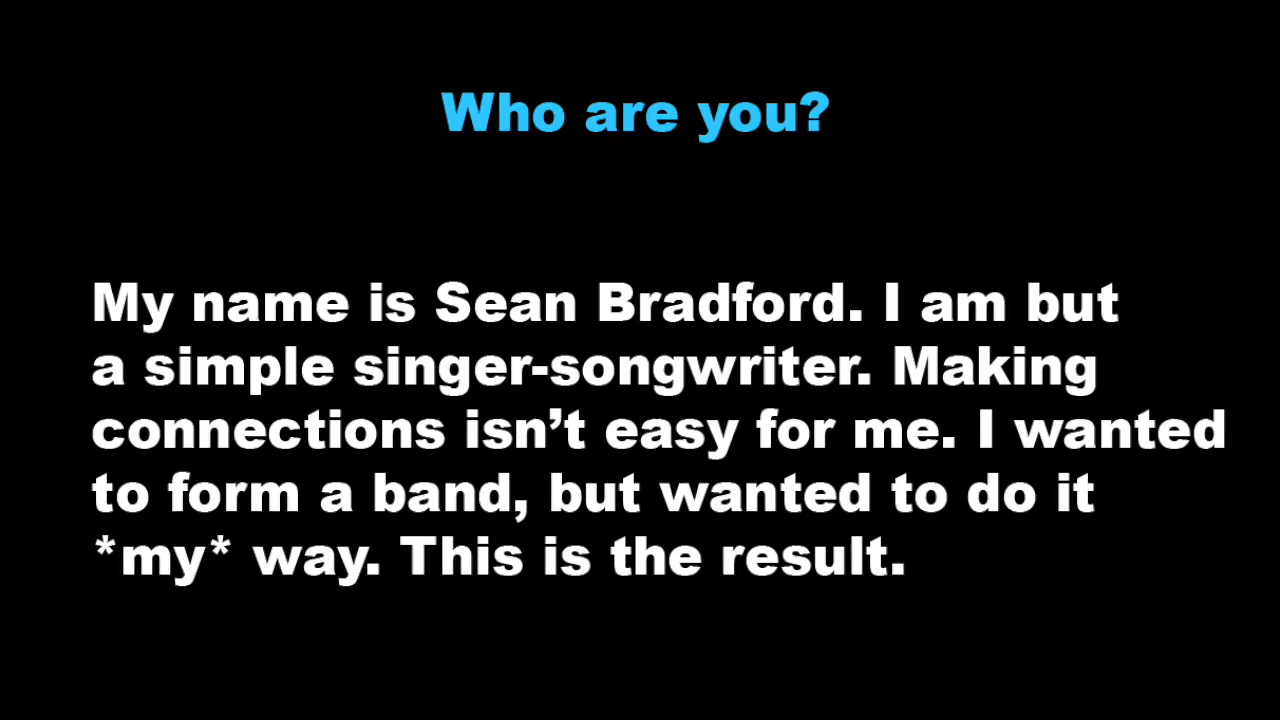 Who are you?
My name is Sean Bradford. I am but
a simple singer-songwriter. Making
connections isn’t easy for me. I wanted
to form a band, but wanted to do it
*my* way. This is the result.